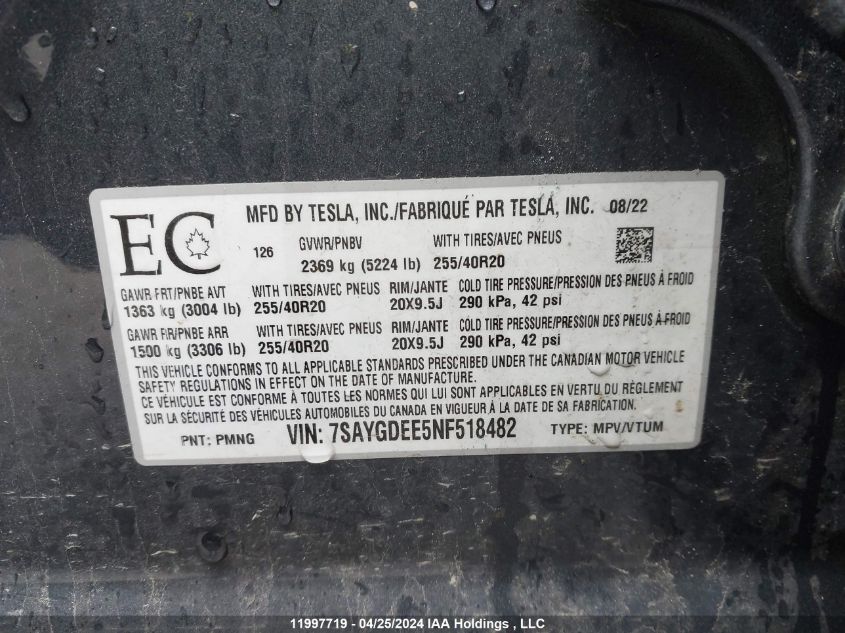 EC
MFD BY TESLA, INC./FABRIQUÉ PAR TESLA, INC. 08/22
126 GVWR/PNBV WITH TIRES/AVEC PNEUS
2369 kg (5224 lb) 255/40R20
GAWR FRT/PNBE AVT WITH TIRES/AVEC PNEUS RIM/JANTE COLD TIRE PRESSURE/PRESSION DES PNEUS À FROID
1363 kg (3004 lb) 255/40R20 20X9.5J 290 kPa, 42 psi
GAWR RR/PNBE ARR WITH TIRES/AVEC PNEUS RIM/JANTE COLD TIRE PRESSURE/PRESSION DES PNEUS À FROID
1500 kg (3306 lb) 255/40R20 20X9.5J 290 kPa, 42 psi
THIS VEHICLE CONFORMS TO ALL APPLICABLE STANDARDS PRESCRIBED UNDER THE CANADIAN MOTOR VEHICLE
SAFETY REGULATIONS IN EFFECT ON THE DATE OF MANUFACTURE.
CE VÉHICULE EST CONFORME À TOUTES LES NORMES QUI LUI SONT APPLICABLES EN VERTU DU RÈGLEMENT
SUR LA SÉCURITÉ DES VÉHICULES AUTOMOBILES DU CANADA EN VIGUEUR À LA DATE DE SA FABRICATION.
PNT: PMNG VIN: 7SAYGDEE5NF518482 TYPE: MPV/VTUM
11997719 - 04/25/2024 IAA Holdings , LLC